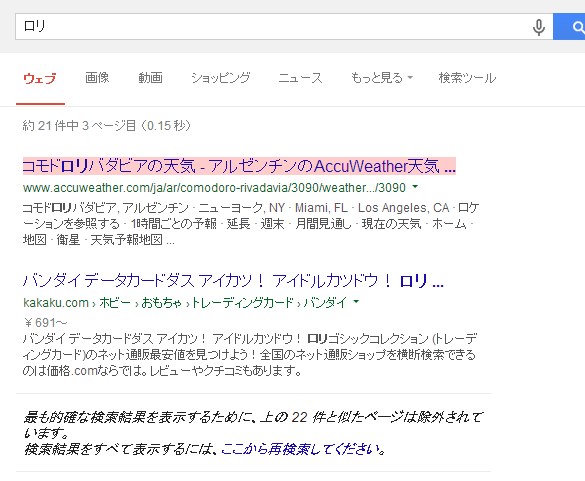 ロリ
ウェブ 画像 動画 ショッピング ニュース もっと見る 検索ツール
約 21 件中 3 ページ目 (0.15 秒)
コモドロリバダビアの天気 - アルゼンチンのAccuWeather天気 ...
www.accuweather.com/ja/ar/comodoro-rivadavia/3090/weather.../3090
コモドロリバダビア, アルゼンチン · ニューヨーク, NY · Miami, FL · Los Angeles, CA · ロケ
ーションを参照する · 1時間ごとの予報 · 延長 · 週末 · 月間見通し · 現在の天気 · ホーム ·
地図 · 衛星 · 天気予報地図 ...
バンダイ データカードダス アイカツ！ アイドルカツドウ！ ロリ ...
kakaku.com › ホビー › おもちゃ › トレーディングカード › バンダイ
￥691～
バンダイ データカードダス アイカツ！ アイドルカツドウ！ ロリゴシックコレクション (トレーデ
ィングカード)のネット通販最安値を見つけよう！全国のネット通販ショップを横断検索できる
のは価格.comならでは。レビューやクチコミもあります。
最も的確な検索結果を表示するために、上の 22 件と似たページは除外されて
います。
検索結果をすべて表示するには、ここから再検索してください。